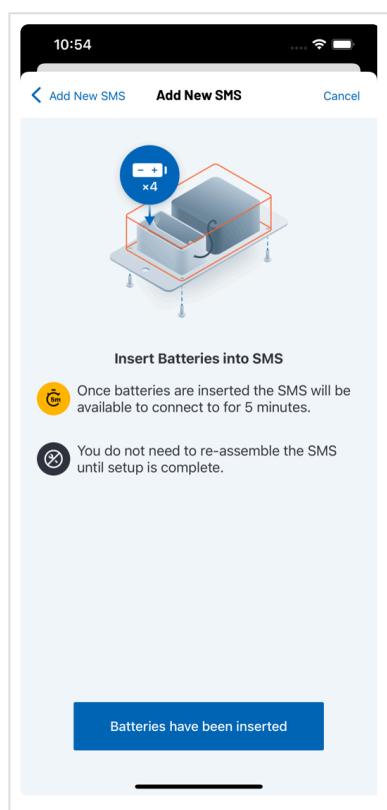 10:54
Add New SMS
Add New SMS
Cancel
- +
×4
Insert Batteries into SMS
5m
Once batteries are inserted the SMS will be
available to connect to for 5 minutes.
You do not need to re-assemble the SMS
until setup is complete.
Batteries have been inserted